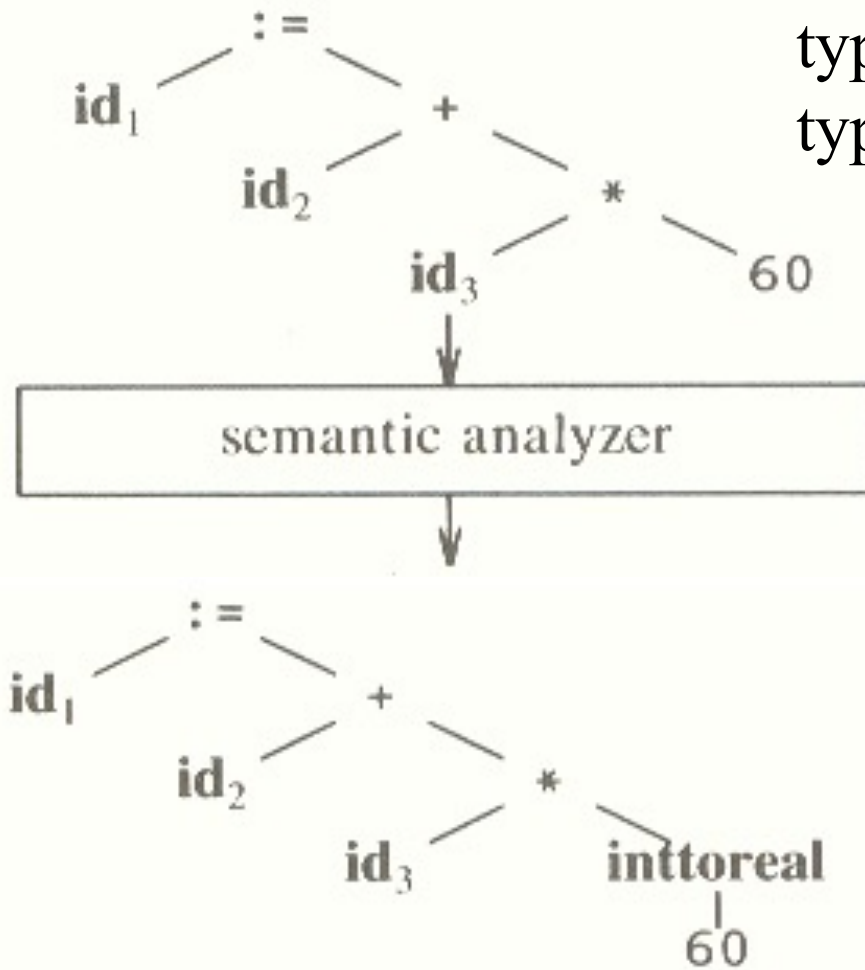 :=
id₁ +
id₂ *
id₃ 60
semantic analyzer
:=
id₁ +
id₂ *
id₃ inttoreal
60